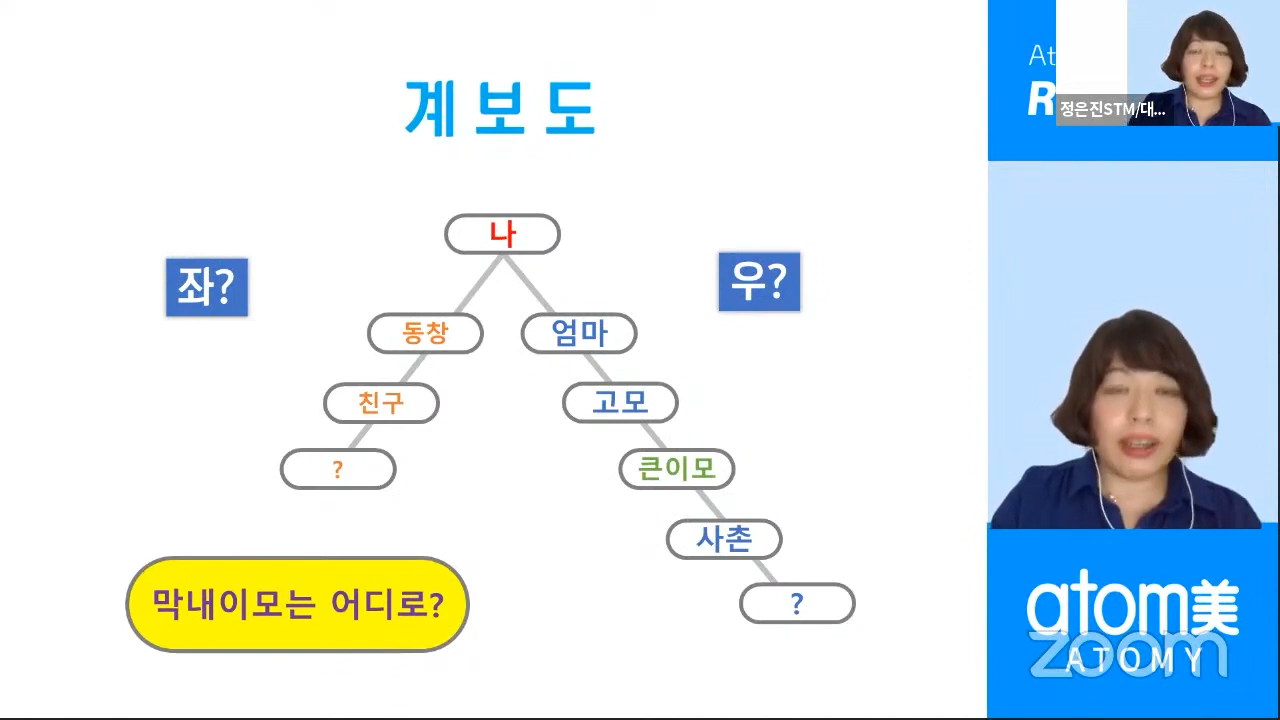 계보도
나
좌?
우?
동창
엄마
친구
고모
?
큰이모
사촌
?
막내이모는 어디로?
At
R
정은진STM/대...
atom美
ATOMY
zoom